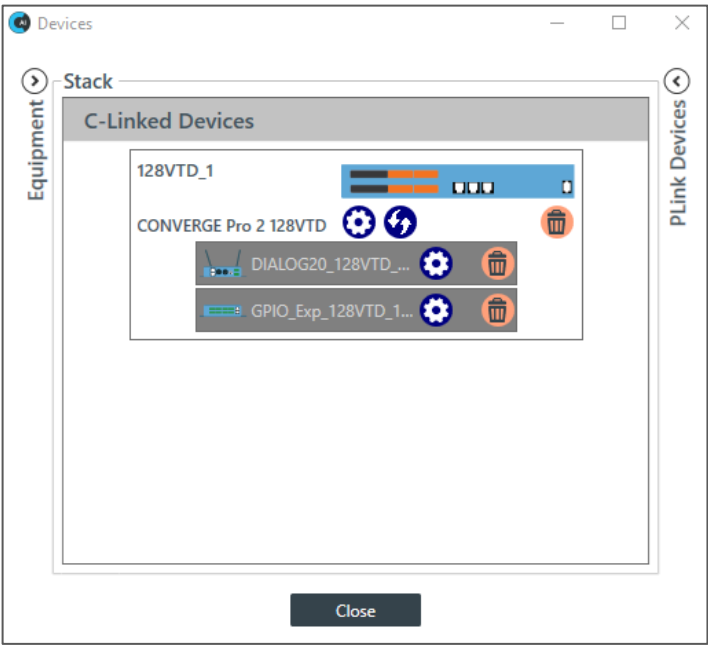 Devices
Equipment
Stack
C-Linked Devices
128VTD_1
CONVERGE Pro 2 128VTD
DIALOG20_128VTD_...
GPIO_Exp_128VTD_1...
PLink Devices
Close